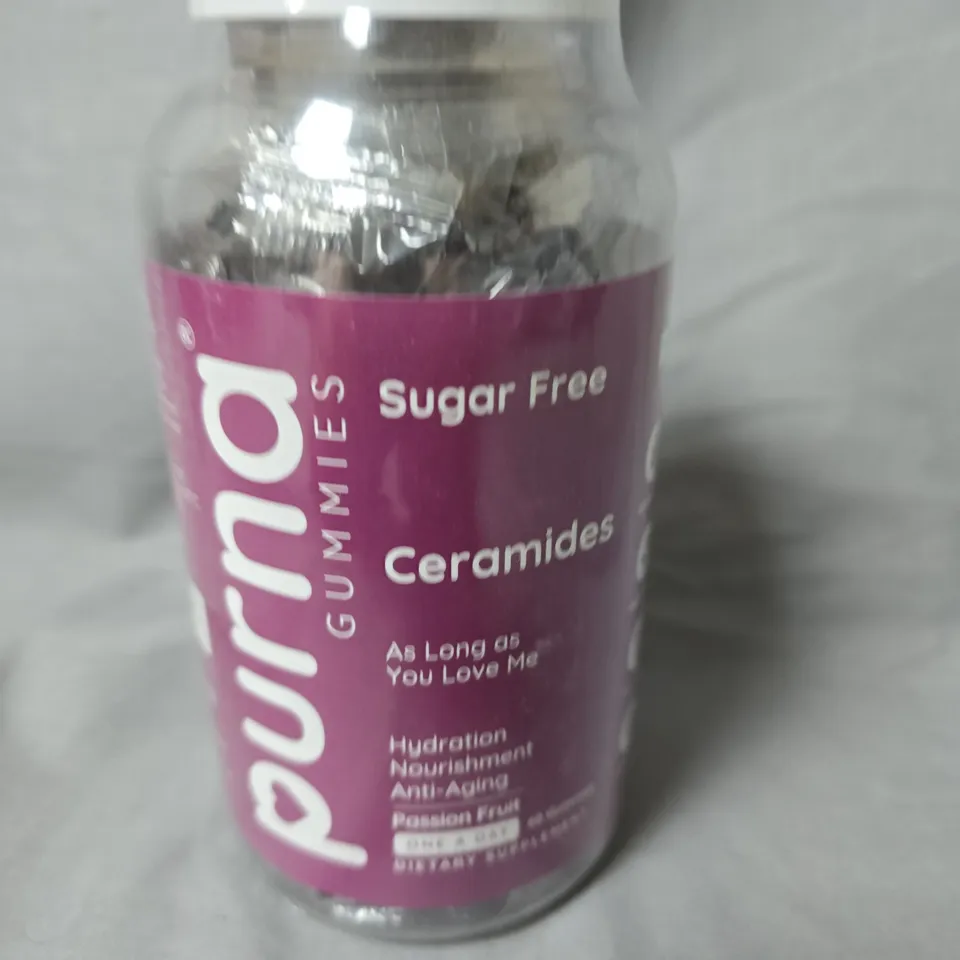 purna®
GUMMIES
Sugar Free
Ceramides
As Long as
You Love Me
Hydration
Nourishment
Anti-Aging
Passion Fruit
ONE A DAY
Gummies
DIETARY SUPPLEMENT